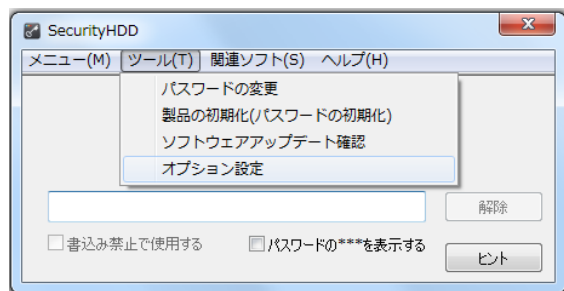 SecurityHDD
メニュー(M) ツール(T) 関連ソフト(S) ヘルプ(H)
パスワードの変更
製品の初期化(パスワードの初期化)
ソフトウェアアップデート確認
オプション設定
解除
書込み禁止で使用する パスワードの***を表示する
ヒント